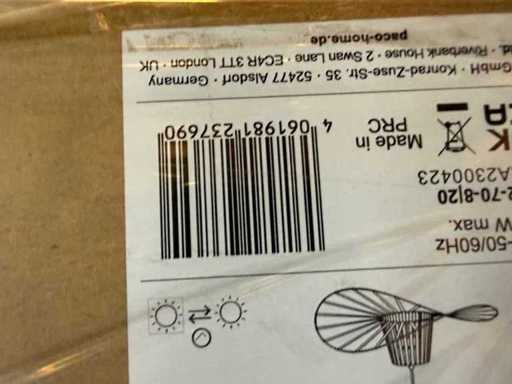 -50/60Hz
W max.
2-70-8|20
A2300423
Made in
PRC
4 061981 237690
GmbH · Konrad-Zuse-Str. 35 · 52477 Alsdorf · Germany
d. Riverbank House · 2 Swan Lane · EC4R 3TT London · UK
paco-home.de